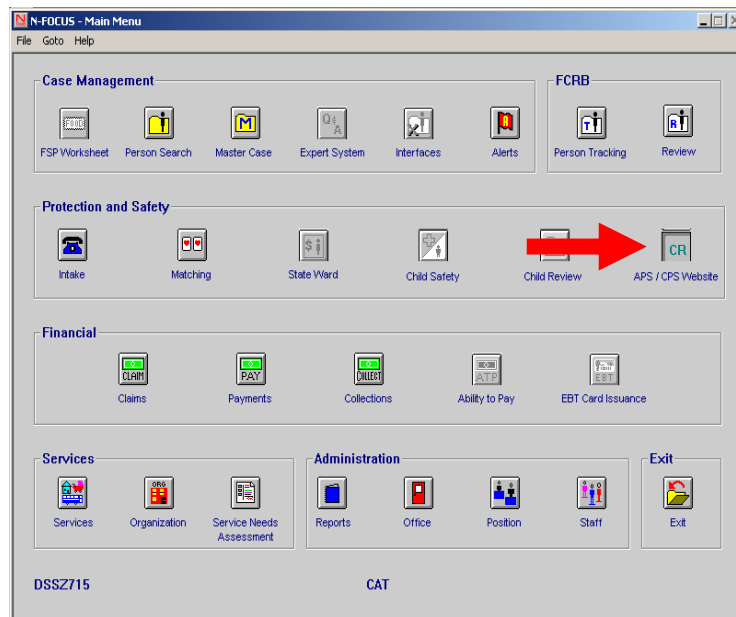 N-FOCUS - Main Menu
File Goto Help
Case Management
FCRB
FOOD
Q&A
M
T
R
FSP Worksheet Person Search Master Case Expert System Interfaces Alerts Person Tracking Review
Protection and Safety
$
CR
Intake Matching State Ward Child Safety Child Review APS / CPS Website
Financial
CLAIM PAY COLLECT ATP EBT
Claims Payments Collections Ability to Pay EBT Card Issuance
Services Administration Exit
ORG
Services Organization Service Needs Assessment Reports Office Position Staff Exit
DSSZ715 CAT